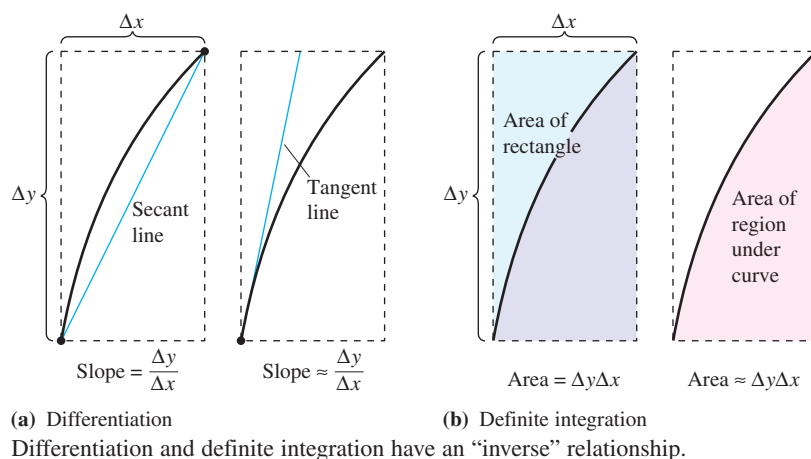 Δx
Δy
Secant
line
Slope = Δy/Δx
Tangent
line
Slope ≈ Δy/Δx
(a) Differentiation
Δx
Δy
Area of
rectangle
Area = ΔyΔx
Area of
region
under
curve
Area ≈ ΔyΔx
(b) Definite integration
Differentiation and definite integration have an “inverse” relationship.